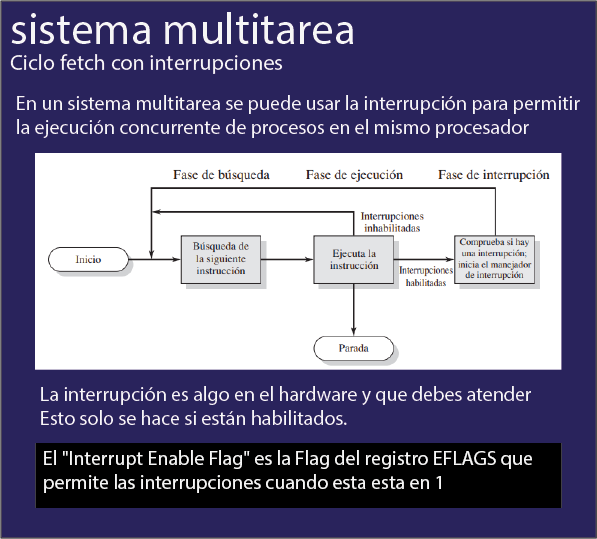 sistema multitarea
Ciclo fetch con interrupciones
En un sistema multitarea se puede usar la interrupción para permitir
la ejecución concurrente de procesos en el mismo procesador
Fase de búsqueda
Fase de ejecución
Fase de interrupción
Interrupciones
inhabilitadas
Inicio
Búsqueda de
la siguiente
instrucción
Ejecuta la
instrucción
Interrupciones
habilitadas
Comprueba si hay
una interrupción;
inicia el manejador
de interrupción
Parada
La interrupción es algo en el hardware y que debes atender
Esto solo se hace si están habilitados.
El "Interrupt Enable Flag" es la Flag del registro EFLAGS que
permite las interrupciones cuando esta esta en 1